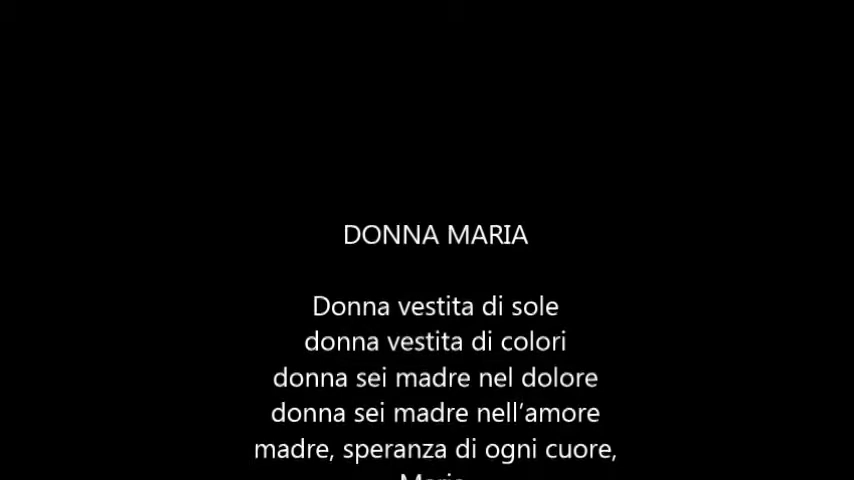 DONNA MARIA
Donna vestita di sole
donna vestita di colori
donna sei madre nel dolore
donna sei madre nell’amore
madre, speranza di ogni cuore,
Maria